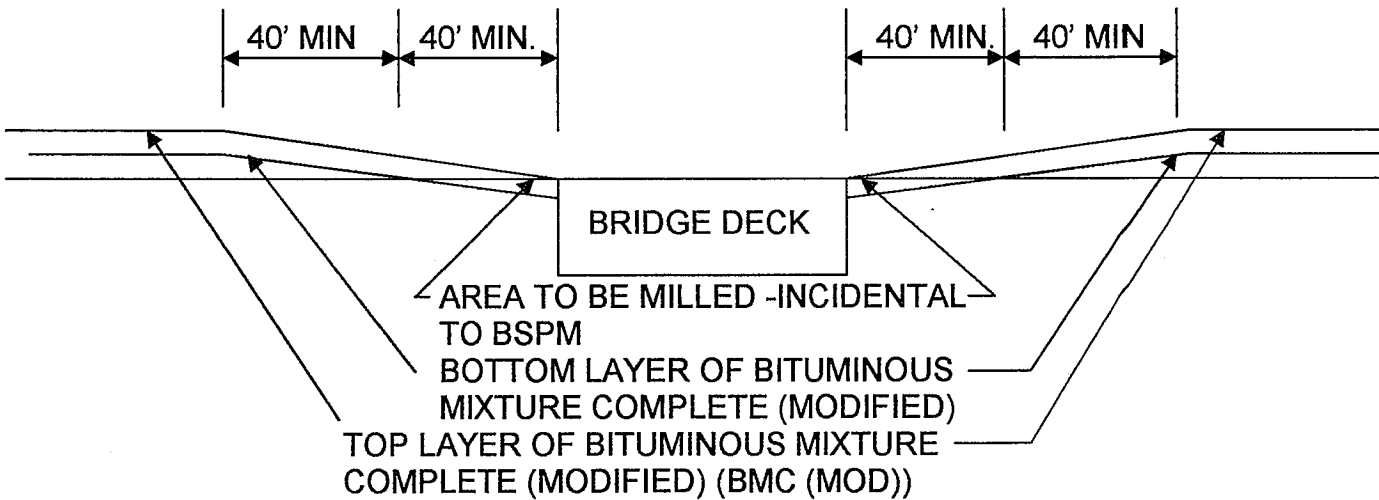 40' MIN 40' MIN. 40' MIN. 40' MIN
BRIDGE DECK
AREA TO BE MILLED -INCIDENTAL
TO BSPM
BOTTOM LAYER OF BITUMINOUS
MIXTURE COMPLETE (MODIFIED)
TOP LAYER OF BITUMINOUS MIXTURE
COMPLETE (MODIFIED) (BMC (MOD))